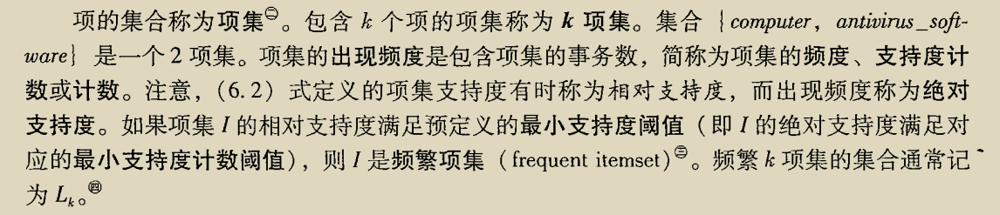 项的集合称为项集㊁。包含 k 个项的项集称为 k 项集。集合 {computer, antivirus_soft-
ware} 是一个2项集。项集的出现频度是包含项集的事务数，简称为项集的频度、支持度计
数或计数。注意，(6.2) 式定义的项集支持度有时称为相对支持度，而出现频度称为绝对
支持度。如果项集 I 的相对支持度满足预定义的最小支持度阈值（即 I 的绝对支持度满足对
应的最小支持度计数阈值），则 I 是频繁项集 (frequent itemset)㊂。频繁 k 项集的集合通常记
为 Lₖ。㊃